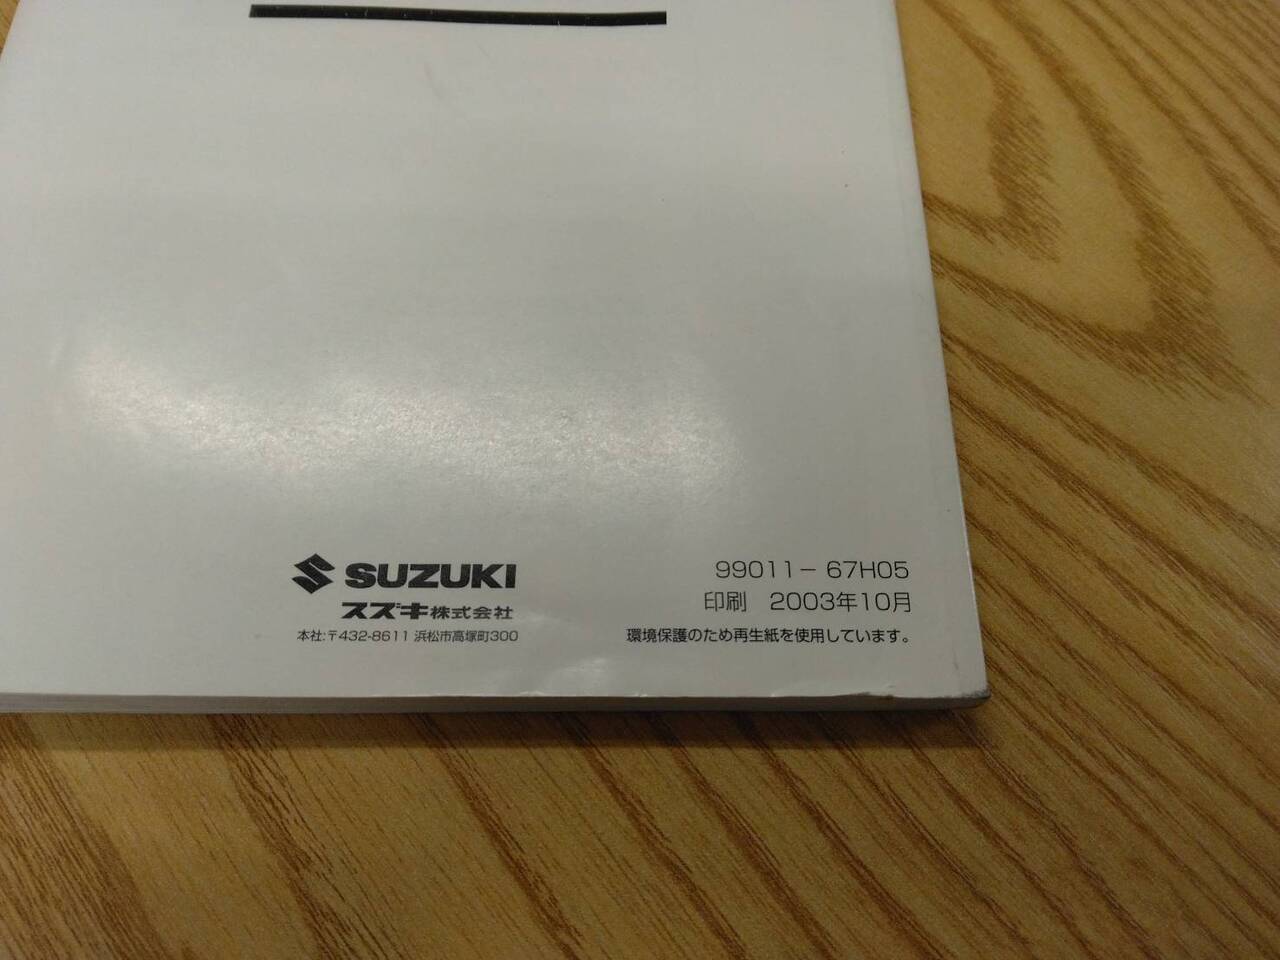 SUZUKI
スズキ株式会社
本社:〒432-8611 浜松市高塚町300
99011-67H05
印刷 2003年10月
環境保護のため再生紙を使用しています。